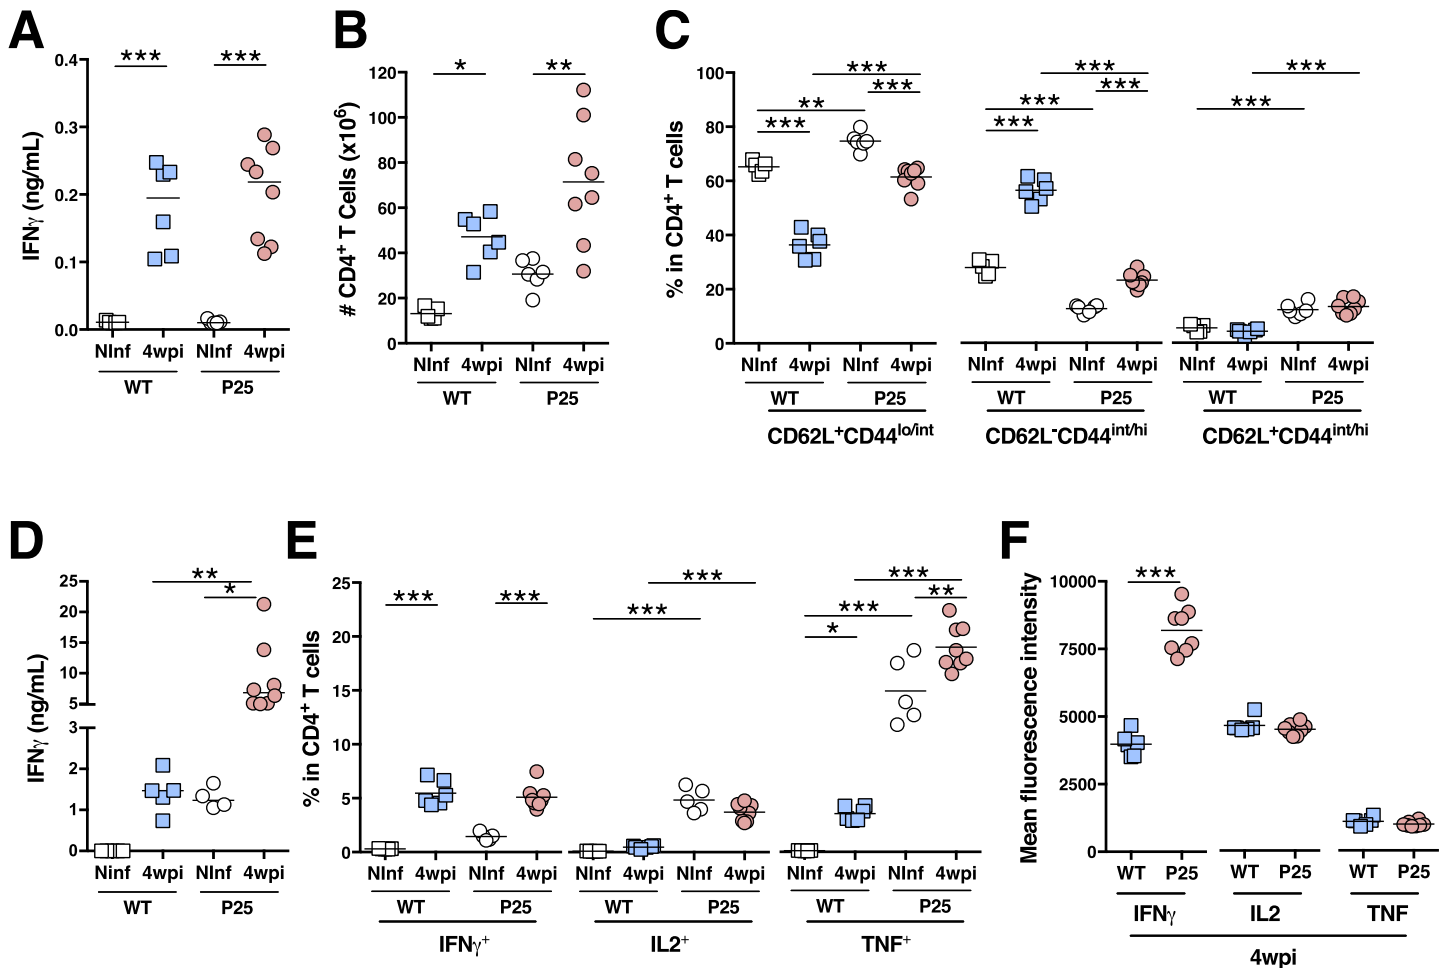 A
IFNγ (ng/mL)
0.4
0.3
0.2
0.1
0.0
***
***
NInf 4wpi NInf 4wpi
WT P25
B
# CD4+ T Cells (x10⁶)
120
100
80
60
40
20
0
*
**
NInf 4wpi NInf 4wpi
WT P25
C
% in CD4+ T cells
100
80
60
40
20
0
***
***
**
***
***
***
***
***
***
***
NInf 4wpi NInf 4wpi NInf 4wpi NInf 4wpi NInf 4wpi NInf 4wpi
WT P25 WT P25 WT P25
CD62L+CD44lo/int CD62L-CD44int/hi CD62L+CD44int/hi
D
IFNγ (ng/mL)
25
20
15
10
5
3
2
1
0
**
*
Ninf 4wpi NInf 4wpi
WT P25
E
% in CD4+ T cells
25
20
15
10
5
0
***
***
***
***
***
**
***
*
NInf 4wpi NInf 4wpi NInf 4wpi NInf 4wpi NInf 4wpi NInf 4wpi
WT P25 WT P25 WT P25
IFNγ+ IL2+ TNF+
F
Mean fluorescence intensity
10000
7500
5000
2500
0
***
WT P25 WT P25 WT P25
IFNγ IL2 TNF
4wpi